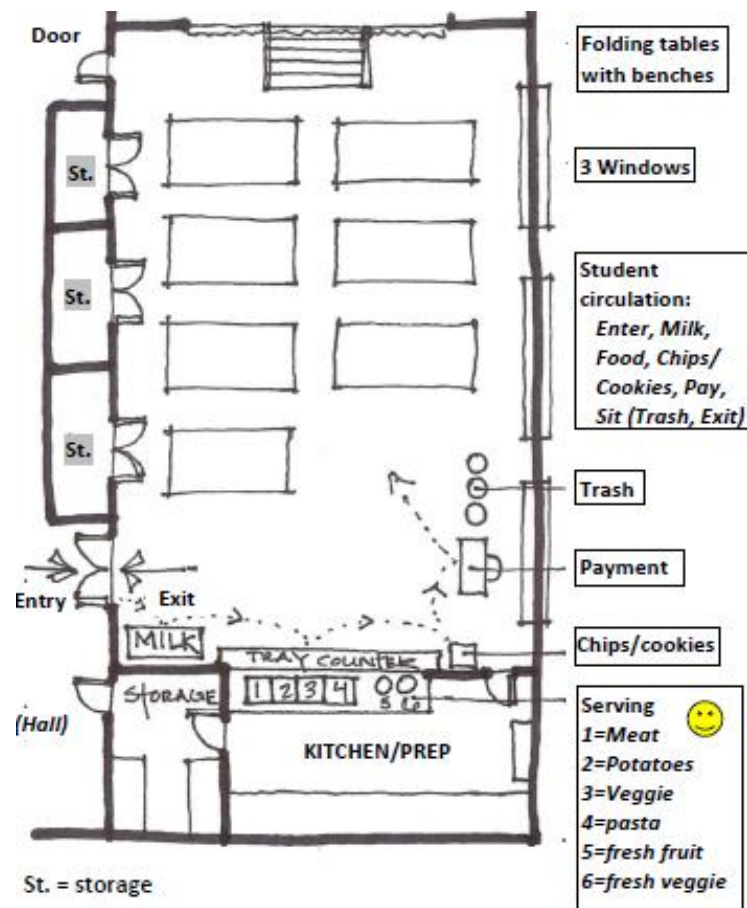 Door
Folding tables
with benches
St.
3 Windows
St.
Student
circulation:
Enter, Milk,
Food, Chips/
Cookies, Pay,
Sit (Trash, Exit)
St.
Trash
Payment
Entry
Exit
MILK
TRAY COUNTER
Chips/cookies
STORAGE
1 2 3 4
5 6
(Hall)
KITCHEN/PREP
Serving
1=Meat
2=Potatoes
3=Veggie
4=pasta
5=fresh fruit
6=fresh veggie
St. = storage